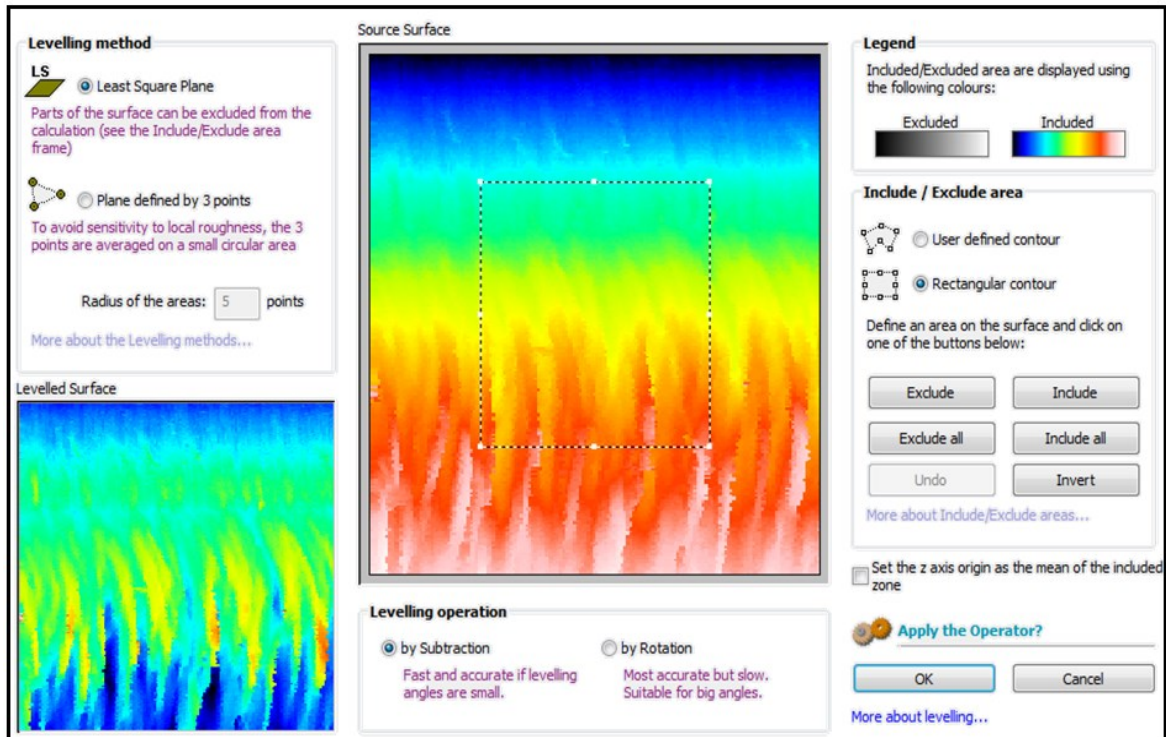 Levelling method
LS
Least Square Plane
Parts of the surface can be excluded from the
calculation (see the Include/Exclude area
frame)
Plane defined by 3 points
To avoid sensitivity to local roughness, the 3
points are averaged on a small circular area
Radius of the areas: 5 points
More about the Levelling methods...
Levelled Surface
Source Surface
Levelling operation
by Subtraction
Fast and accurate if levelling
angles are small.
by Rotation
Most accurate but slow.
Suitable for big angles.
Legend
Included/Excluded area are displayed using
the following colours:
Excluded Included
Include / Exclude area
User defined contour
Rectangular contour
Define an area on the surface and click on
one of the buttons below:
Exclude Include
Exclude all Include all
Undo Invert
More about Include/Exclude areas...
Set the z axis origin as the mean of the included
zone
Apply the Operator?
OK Cancel
More about levelling...